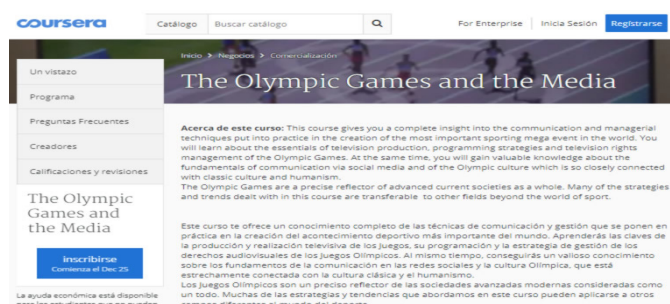 coursera
Catálogo
Buscar catálogo
For Enterprise
Inicia Sesión
Registrarse
Inicio > Negocios > Comercialización
The Olympic Games and the Media
Un vistazo
Programa
Preguntas Frecuentes
Creadores
Calificaciones y revisiones
The Olympic
Games and
the Media
inscribirse
Comienza el Dec 25
La ayuda económica está disponible
para los estudiantes que no pueden
Acerca de este curso: This course gives you a complete insight into the communication and managerial
techniques put into practice in the creation of the most important sporting mega event in the world. You
will learn about the essentials of television production, programming strategies and television rights
management of the Olympic Games. At the same time, you will gain valuable knowledge about the
fundamentals of communication via social media and of the Olympic culture which is so closely connected
with classic culture and humanism.
The Olympic Games are a precise reflector of advanced current societies as a whole. Many of the strategies
and trends dealt with in this course are transferable to other fields beyond the world of sport.
Este curso te ofrece un conocimiento completo de las técnicas de comunicación y gestión que se ponen en
práctica en la creación del acontecimiento deportivo más importante del mundo. Aprenderás las claves de
la producción y realización televisiva de los Juegos, su programación y la estrategia de gestión de los
derechos audiovisuales de los Juegos Olímpicos. Al mismo tiempo, conseguirás un valioso conocimiento
sobre los fundamentos de la comunicación en las redes sociales y la cultura Olímpica, que está
estrechamente conectada con la cultura clásica y el humanismo.
Los Juegos Olímpicos son un preciso reflector de las sociedades avanzadas modernas consideradas como
un todo. Muchas de las estrategias y tendencias que abordamos en este curso pueden aplicarse a otros
campos diferentes al mundo del deporte.